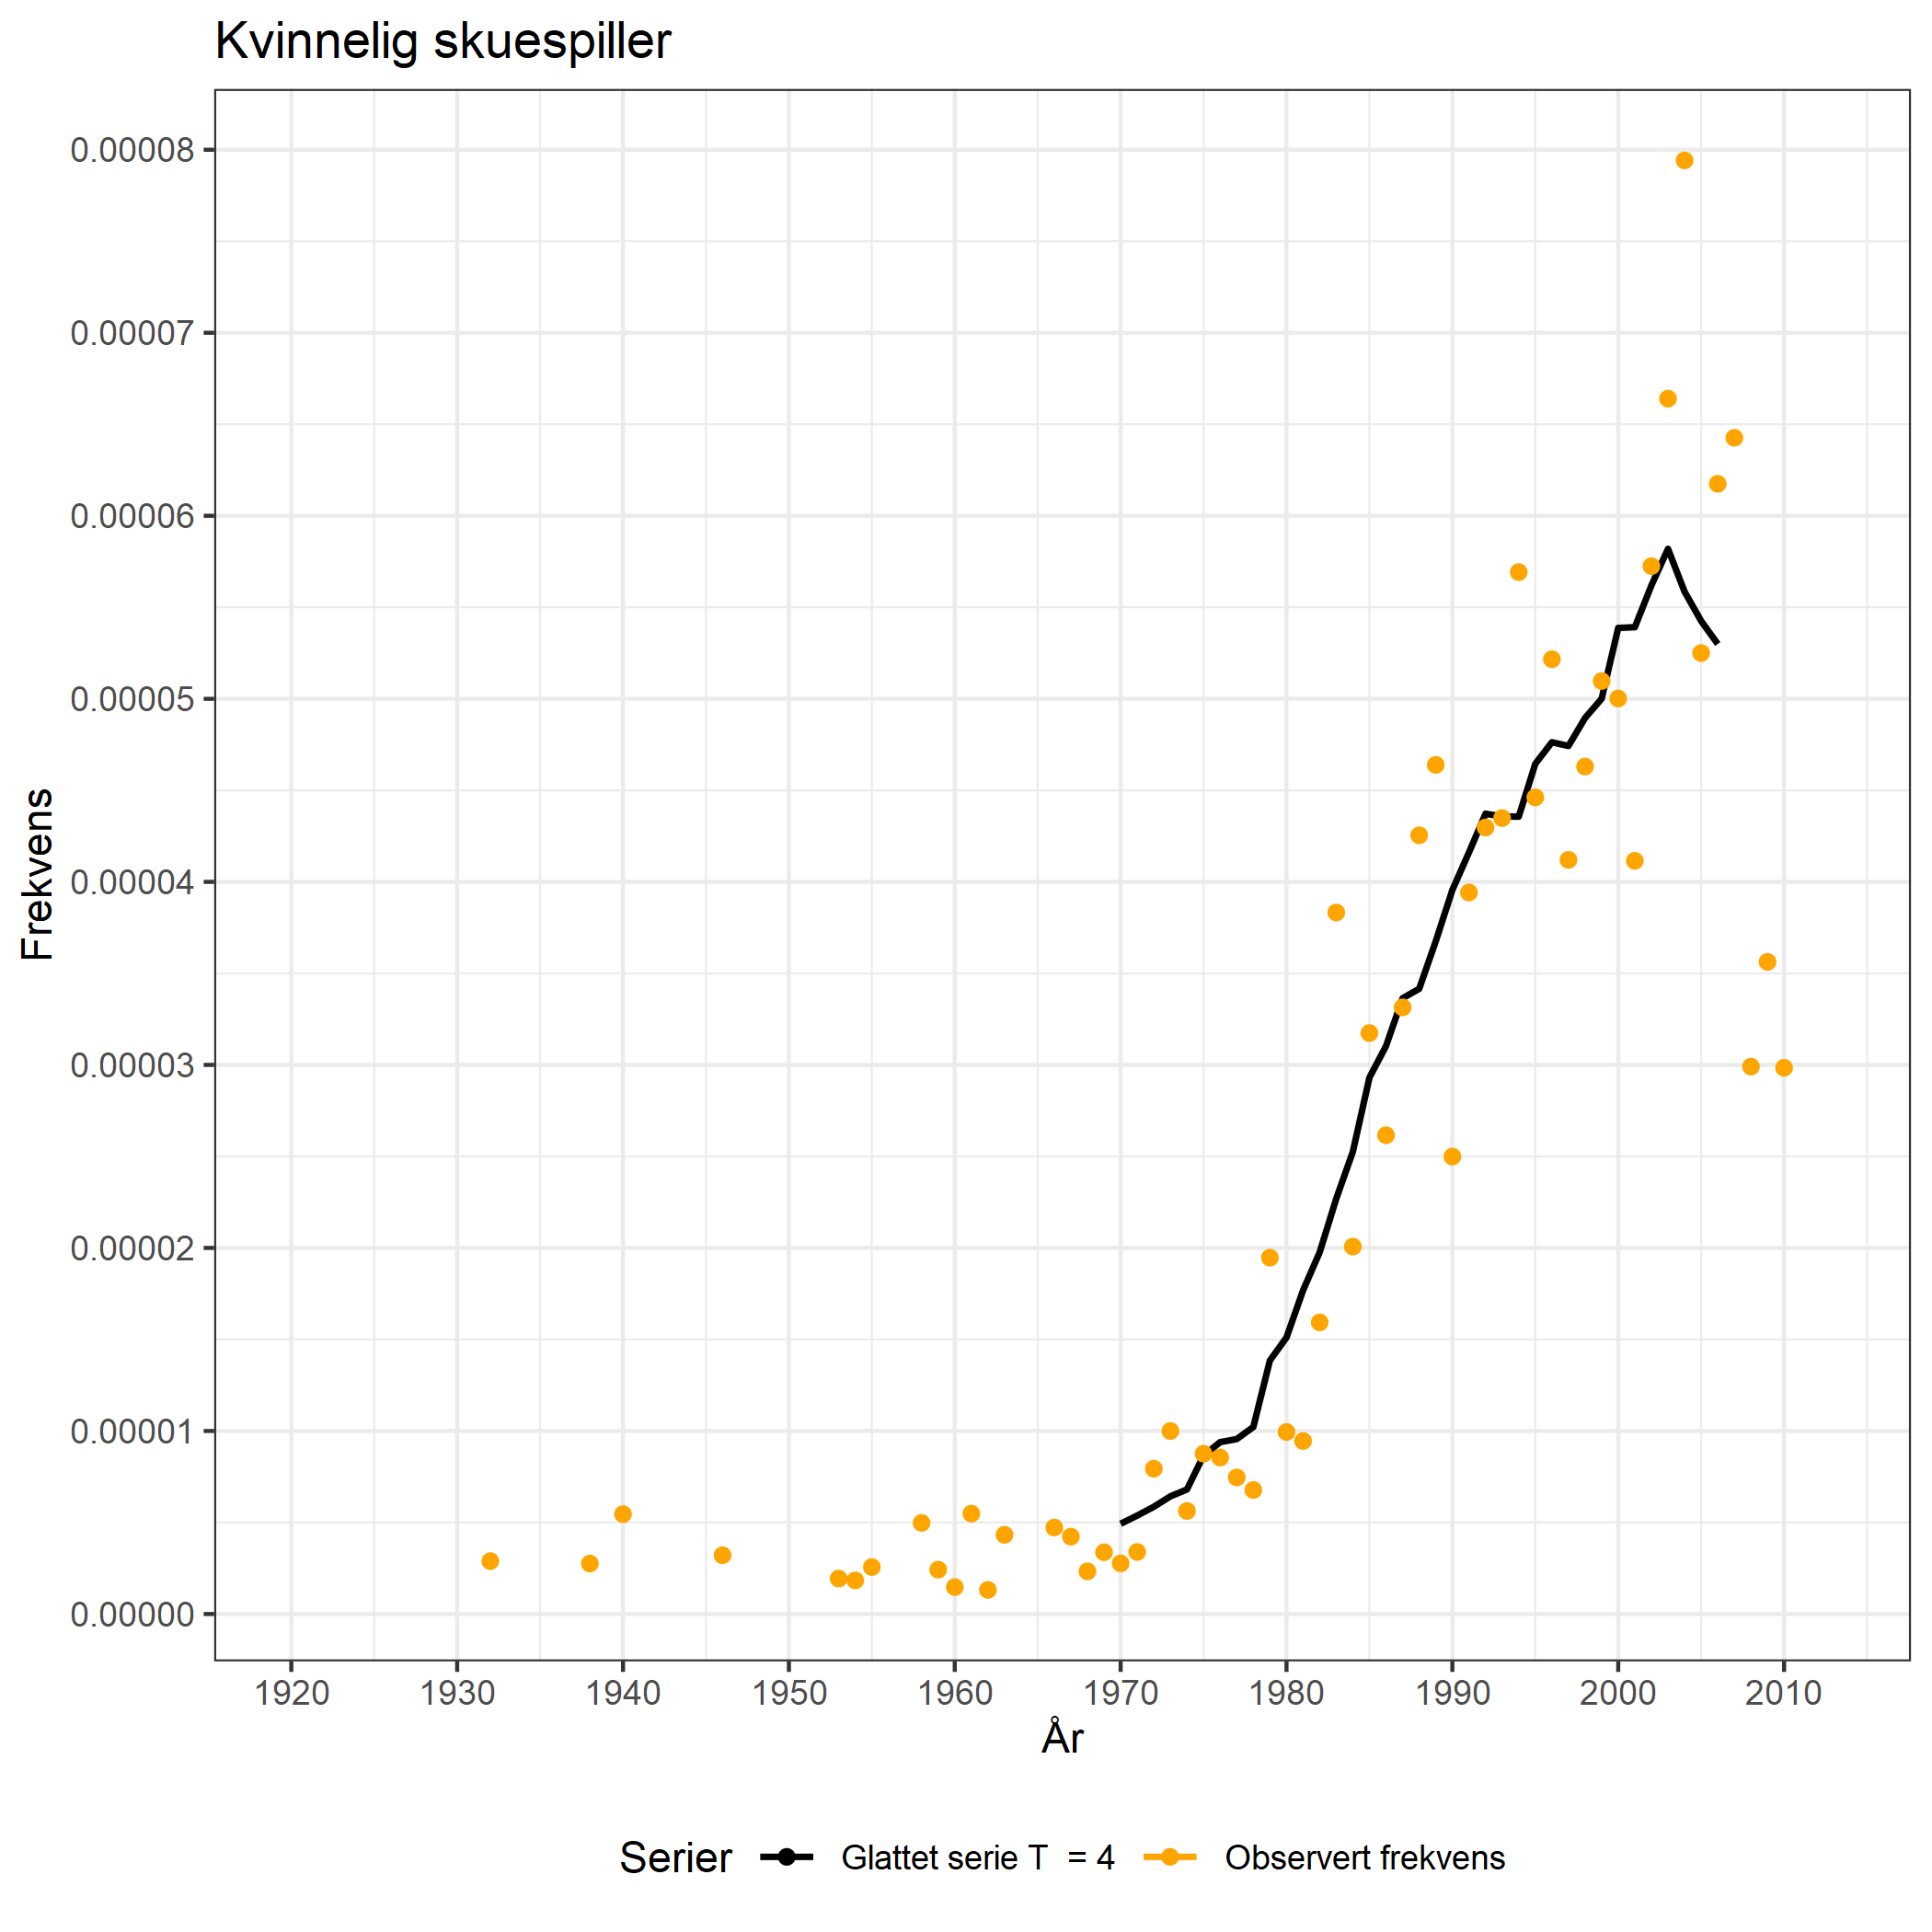 Kvinnelig skuespiller
Frekvens
0.00008
0.00007
0.00006
0.00005
0.00004
0.00003
0.00002
0.00001
0.00000
1920 1930 1940 1950 1960 1970 1980 1990 2000 2010
År
Serier Glattet serie T = 4 Observert frekvens